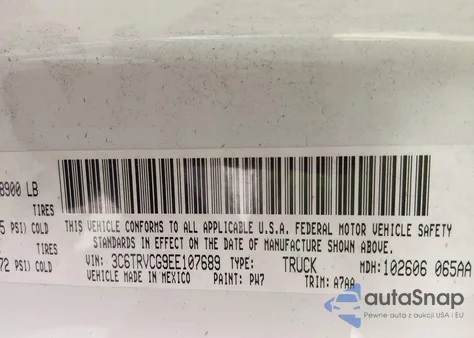 8900 LB
TIRES
5 PSI) COLD
THIS VEHICLE CONFORMS TO ALL APPLICABLE U.S.A. FEDERAL MOTOR VEHICLE SAFETY
TIRES
STANDARDS IN EFFECT ON THE DATE OF MANUFACTURE SHOWN ABOVE.
72 PSI) COLD
VIN: 3C6TRVCG9EE107689 TYPE: TRUCK MDH: 102606 065AA
VEHICLE MADE IN MEXICO PAINT: PW7 TRIM: A7AA
autoSnap
Pewne auta z aukcji USA i EU